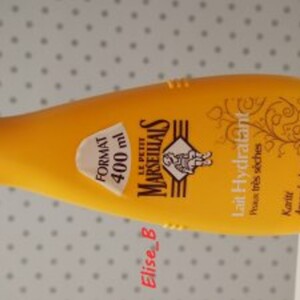 FORMAT
400 ml
LE PETIT
MARSEILLAIS
Lait Hydratant
Peaux très sèches
Karité
Elise_B